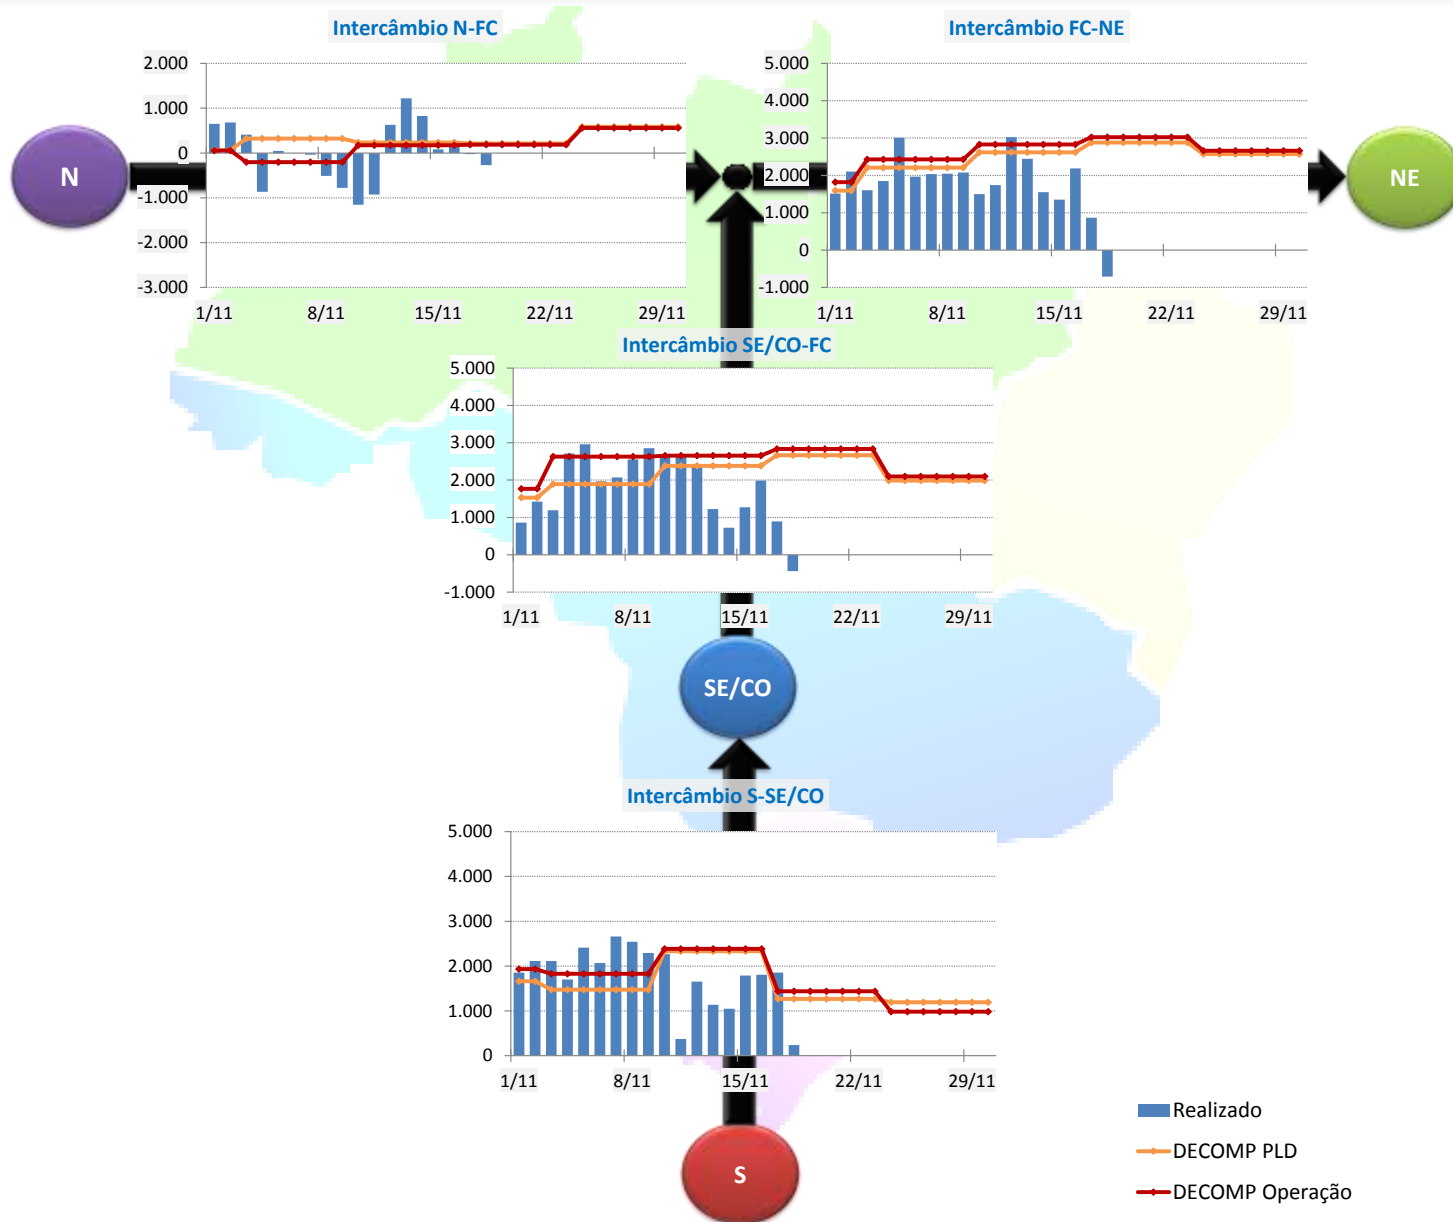 Intercâmbio N-FC
2.000
1.000
0
-1.000
-2.000
-3.000
1/11 8/11 15/11 22/11 29/11
Intercâmbio FC-NE
5.000
4.000
3.000
2.000
1.000
0
-1.000
1/11 8/11 15/11 22/11 29/11
N
NE
Intercâmbio SE/CO-FC
5.000
4.000
3.000
2.000
1.000
0
-1.000
1/11 8/11 15/11 22/11 29/11
SE/CO
Intercâmbio S-SE/CO
5.000
4.000
3.000
2.000
1.000
0
1/11 8/11 15/11 22/11 29/11
S
Realizado
DECOMP PLD
DECOMP Operação